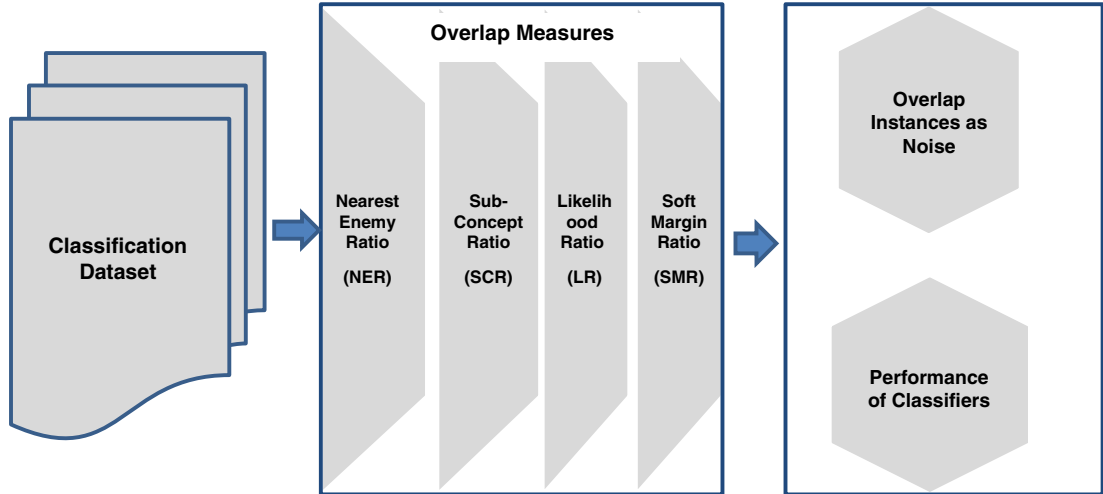 Classification
Dataset
Overlap Measures
Nearest
Enemy
Ratio
(NER)
Sub-
Concept
Ratio
(SCR)
Likelih
ood
Ratio
(LR)
Soft
Margin
Ratio
(SMR)
Overlap
Instances as
Noise
Performance
of Classifiers